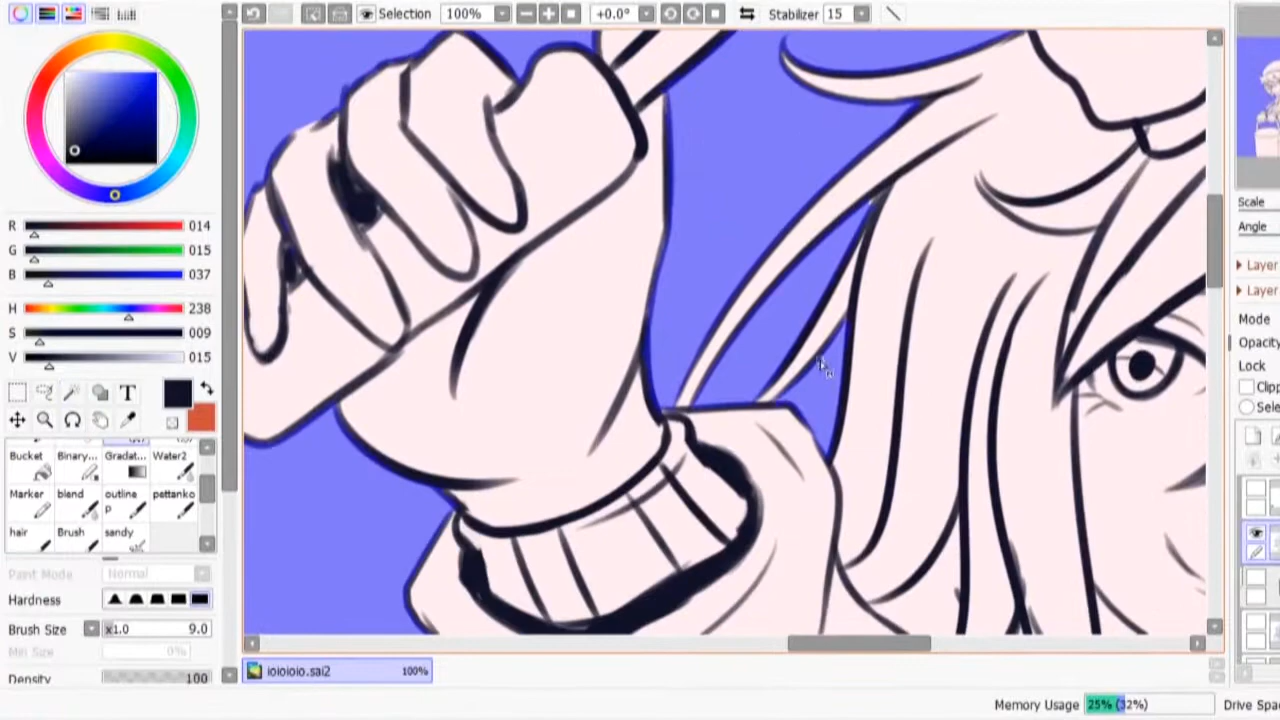 Selection 100% +0.0° Stabilizer 15
R 014
G 015
B 037
H 238
S 009
V 015
T
Bucket Binary... Gradat... Water2
Marker blend outline p pettanko
hair Brush sandy
Paint Mode Normal
Hardness
Brush Size x1.0 9.0
Min Size 0%
Density 100
Scale
Angle
Layer
Layer
Mode
Opacity
Lock
Clipp
Sele
ioioioio.sai2 100%
Memory Usage 25% (32%) Drive Spa